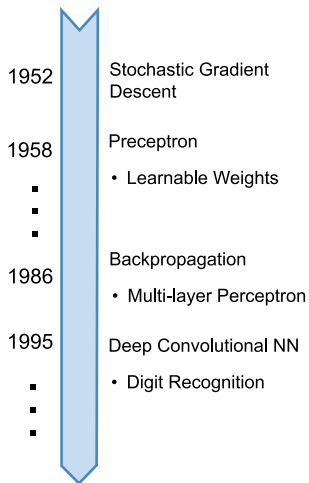 1952
Stochastic Gradient
Descent
1958
Preceptron
• Learnable Weights
1986
Backpropagation
• Multi-layer Perceptron
1995
Deep Convolutional NN
• Digit Recognition